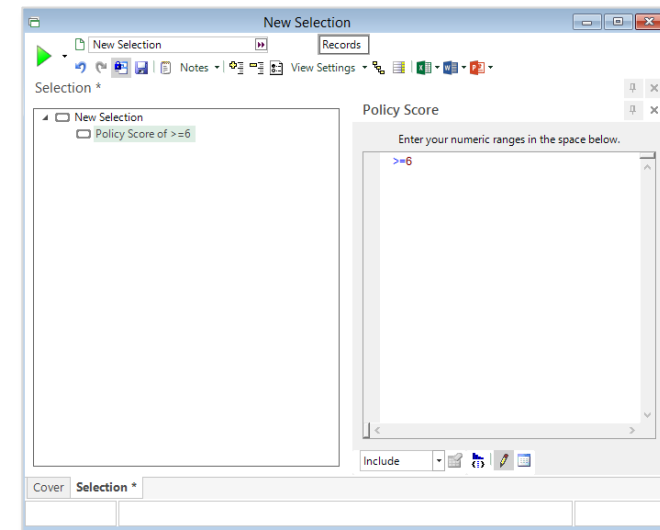 New Selection
New Selection
Records
Notes
View Settings
Selection *
New Selection
Policy Score of >=6
Policy Score
Enter your numeric ranges in the space below.
>=6
Include
Cover
Selection *